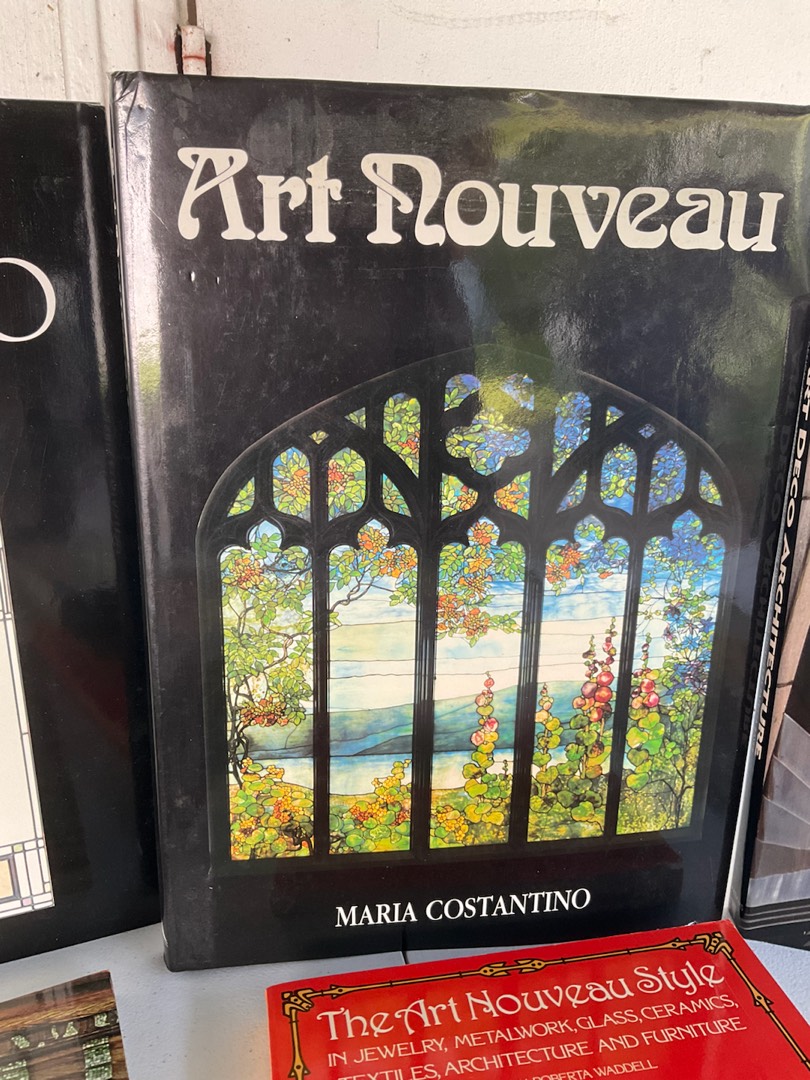 Art Nouveau
MARIA COSTANTINO
ART DECO ARCHITECTURE
The Art Nouveau Style
IN JEWELRY, METALWORK, GLASS, CERAMICS,
TEXTILES, ARCHITECTURE AND FURNITURE
ROBERTA WADDELL
O